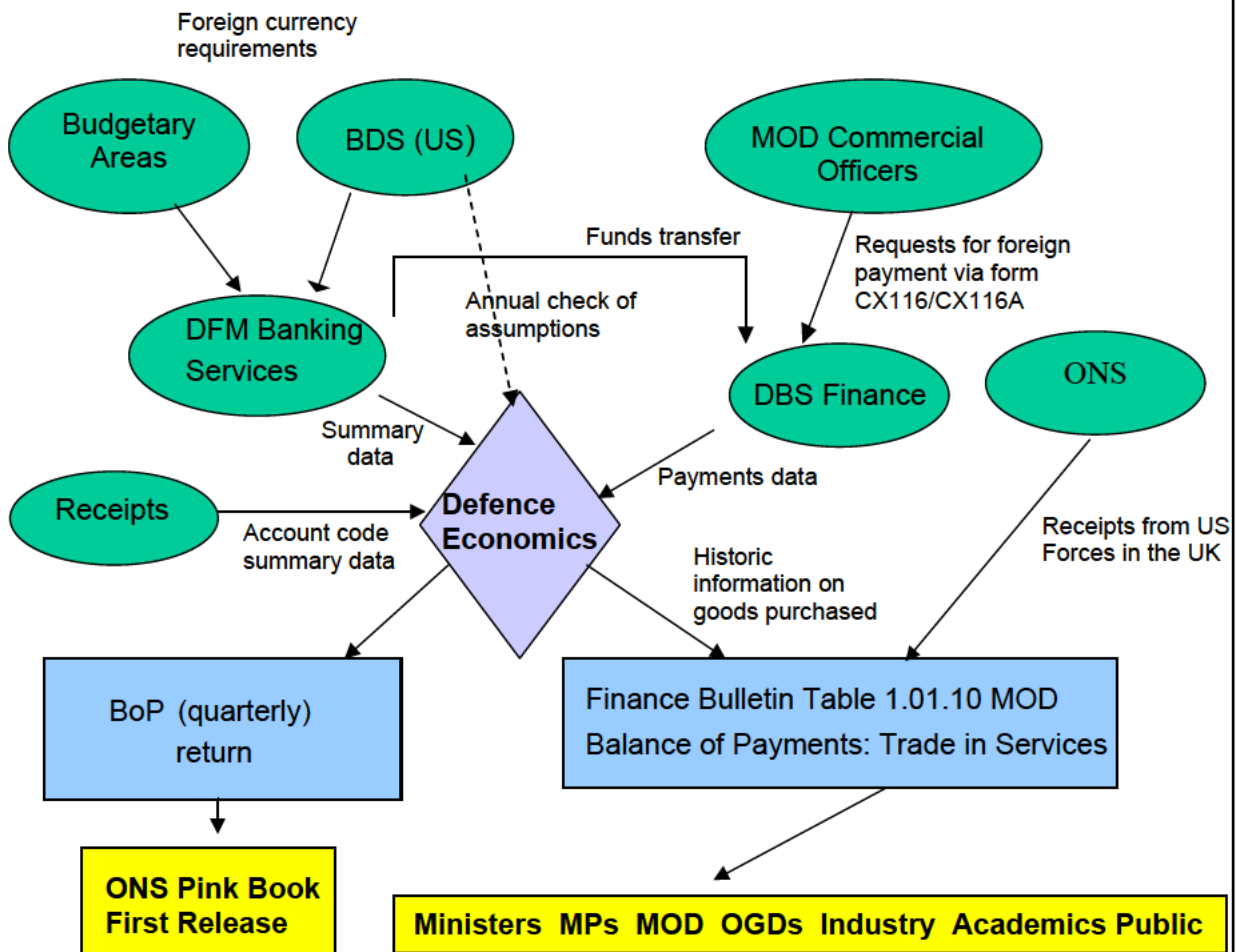 Foreign currency
requirements
Budgetary
Areas
BDS (US)
MOD Commercial
Officers
Funds transfer
Requests for foreign
payment via form
CX116/CX116A
Annual check of
assumptions
DFM Banking
Services
DBS Finance
ONS
Summary
data
Payments data
Receipts
Account code
summary data
Defence
Economics
Historic
information on
goods purchased
Receipts from US
Forces in the UK
BoP (quarterly)
return
Finance Bulletin Table 1.01.10 MOD
Balance of Payments: Trade in Services
ONS Pink Book
First Release
Ministers MPs MOD OGDs Industry Academics Public